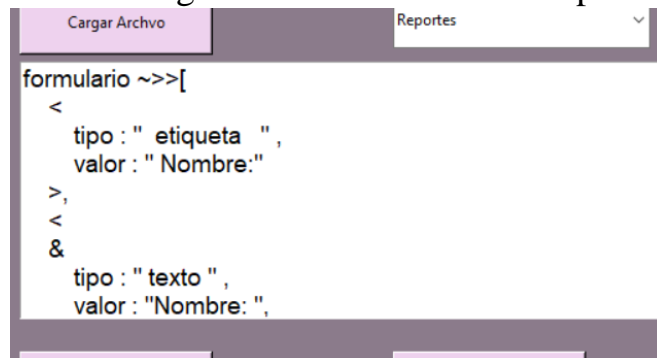 Cargar Archvo
Reportes
formulario ~>>[
<
tipo : "  etiqueta   " ,
valor : " Nombre:"
>,
<
&
tipo : " texto " ,
valor : "Nombre: ",